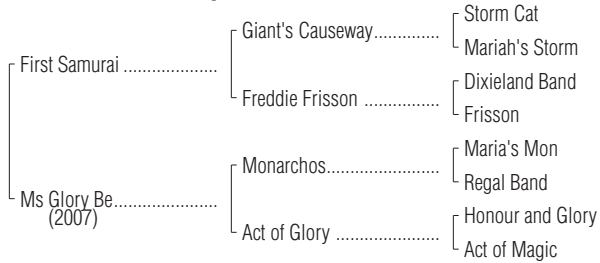 Storm Cat
Giant's Causeway..............
Mariah's Storm
First Samurai ....................
Dixieland Band
Freddie Frisson ................
Frisson
Maria's Mon
Monarchos........................
Regal Band
Ms Glory Be......................
(2007)
Honour and Glory
Act of Glory ......................
Act of Magic